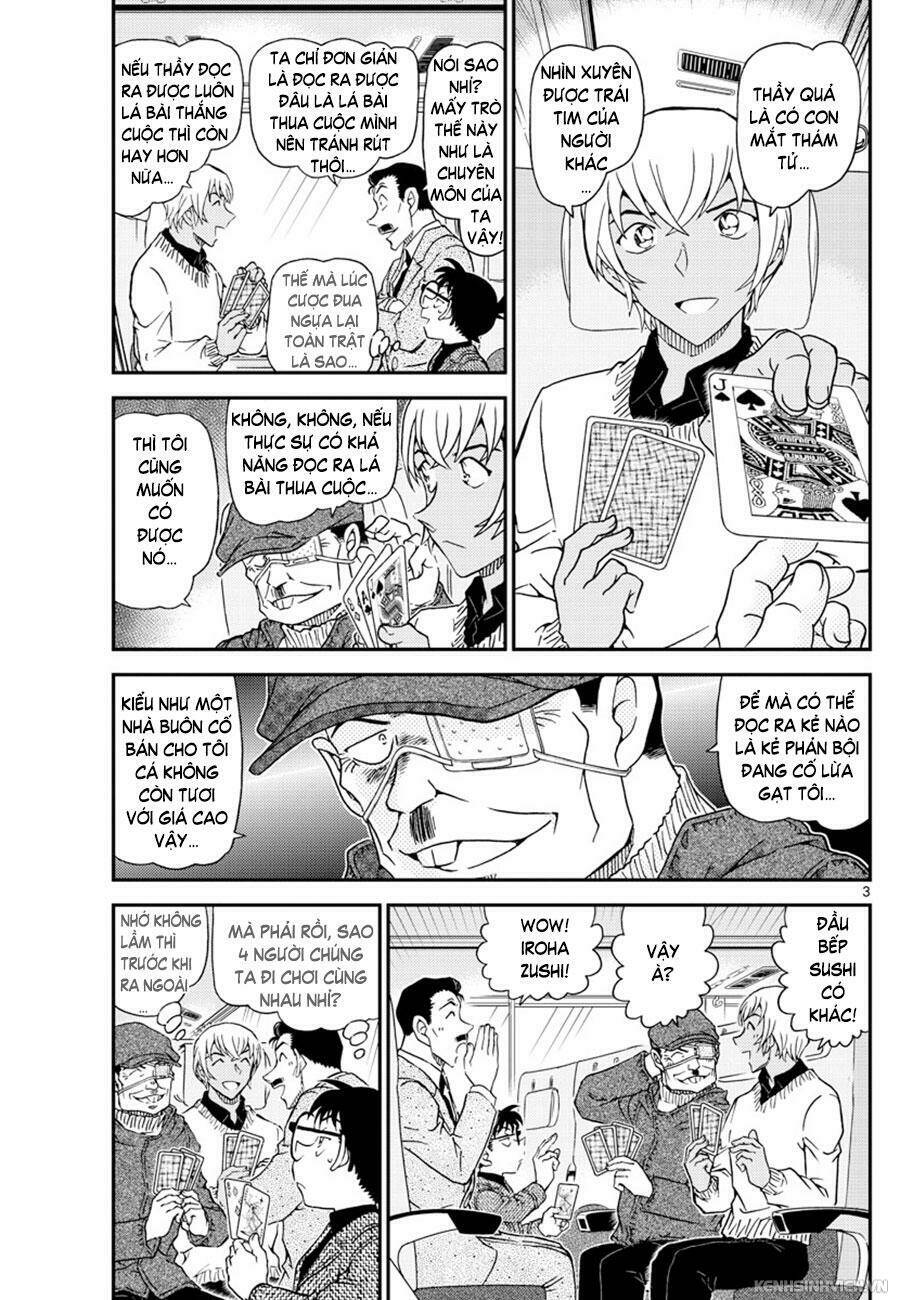 THẦY QUẢ
LÀ CÓ CON
MẮT THÁM
TỬ...
NHÌN XUYÊN
ĐƯỢC TRÁI
TIM CỦA
NGƯỜI
KHÁC
...
J
NÓI SAO
NHỈ?
MẤY TRÒ
THẾ NÀY
NHƯ LÀ
CHUYÊN
MÔN CỦA
TA VẬY!
TA CHỈ ĐƠN GIẢN
LÀ ĐỌC RA ĐƯỢC
ĐÂU LÀ LÁ BÀI
THUA CUỘC MÌNH
NÊN TRÁNH RÚT
THÔI...
NẾU THẦY ĐỌC
RA ĐƯỢC LUÔN
LÁ BÀI THẮNG
CUỘC THÌ CÒN
HAY HƠN
NỮA...
THẾ MÀ LÚC
CƯỢC ĐUA
NGỰA LẠI
TOÀN TRẬT
LÀ SAO...
KHÔNG, KHÔNG, NẾU
THỰC SỰ CÓ KHẢ
NĂNG ĐỌC RA LÁ
BÀI THUA CUỘC...
THÌ TÔI
CŨNG
MUỐN CÓ
ĐƯỢC
NÓ...
ĐỂ MÀ CÓ THỂ
ĐỌC RA KẺ NÀO
LÀ KẺ PHẢN BỘI
ĐANG CỐ LỪA
GẠT TÔI...
KIỂU NHƯ MỘT
NHÀ BUÔN CỐ
BÁN CHO TÔI
CÁ KHÔNG
CÒN TƯƠI
VỚI GIÁ CAO
VẬY...
3
ĐẦU
BẾP
SUSHI
CÓ
KHÁC!
VẬY
À?
WOW!
IROHA
ZUSHI!
MÀ PHẢI RỒI, SAO
4 NGƯỜI CHÚNG
TA ĐI CHƠI CÙNG
NHAU NHỈ?
NHỚ KHÔNG
LẦM THÌ
TRƯỚC KHI
RA NGOÀI
...
KENHSINHVIEN.VN